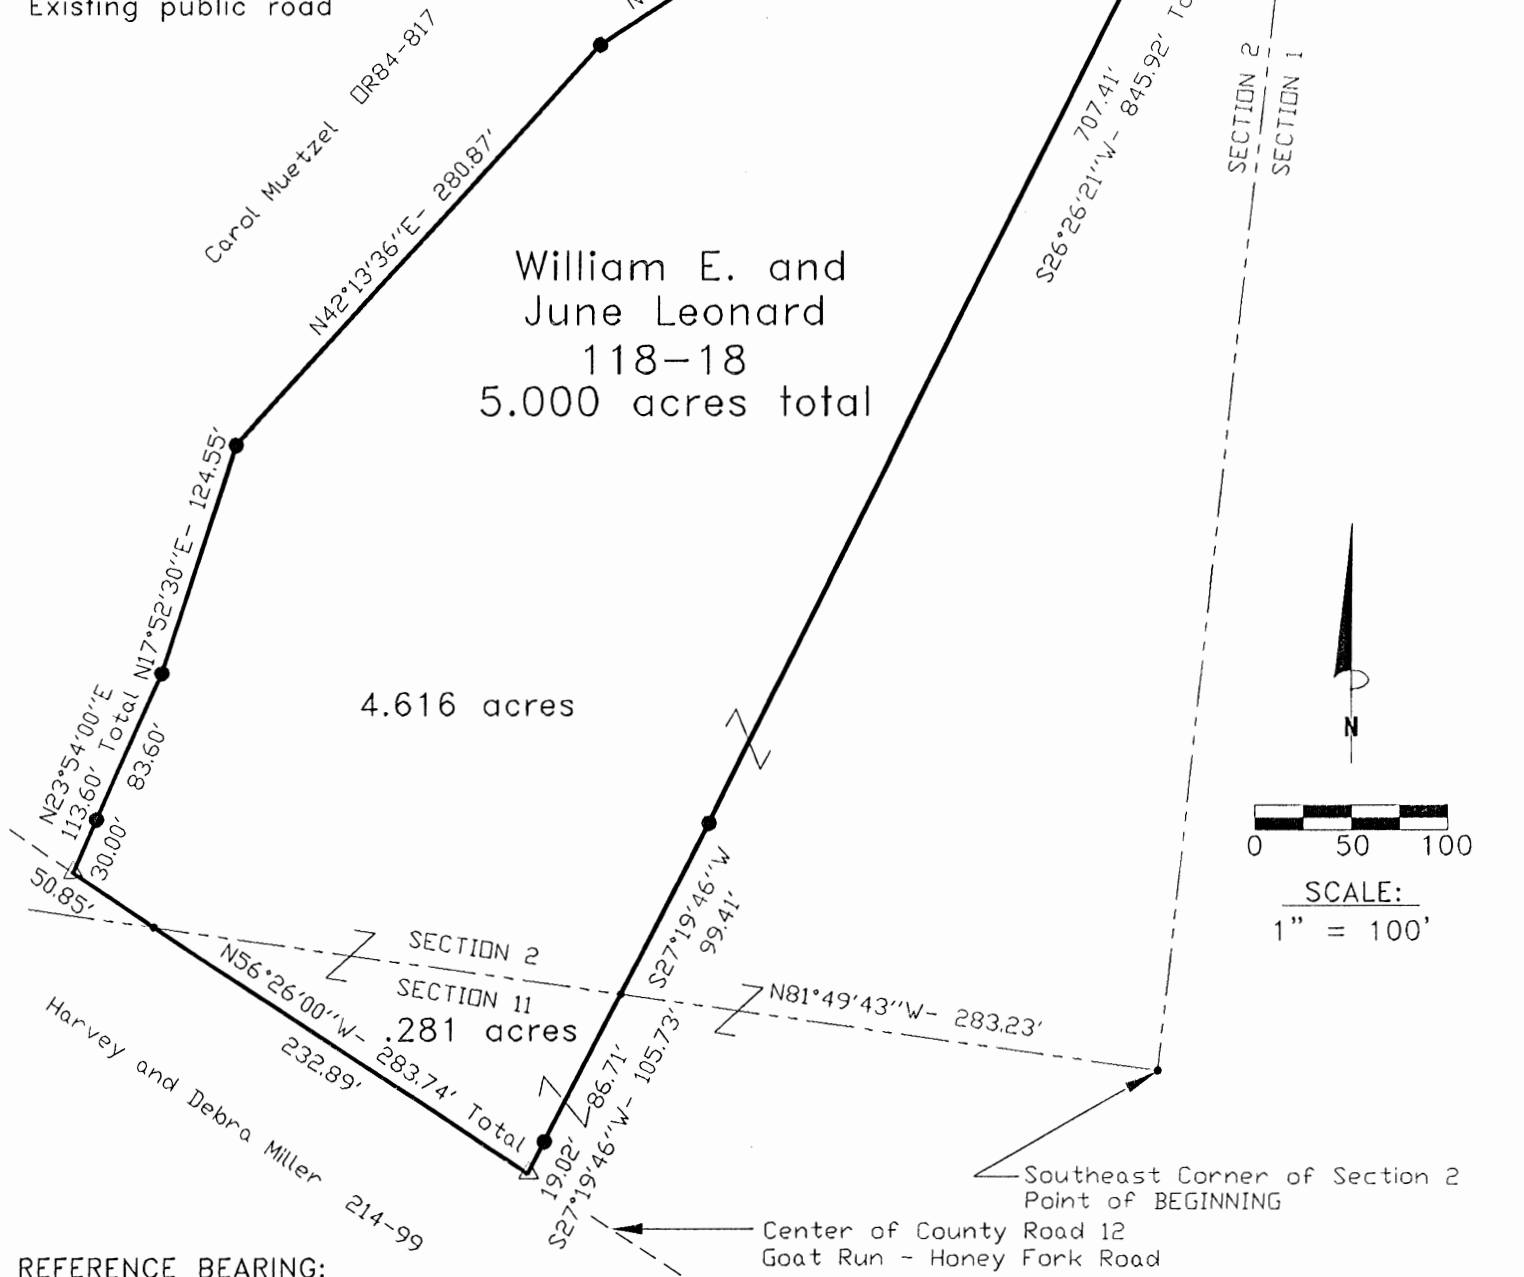 Existing public road
Carol Muetzel OR84-817
N42°13'36"E- 280.87'
707.41'
S26°26'21"W- 845.92'
SECTION 2
SECTION 1
William E. and
June Leonard
118-18
5.000 acres total
N17°52'30"E- 124.55'
4.616 acres
N23°54'00"E
113.60' Total
83.60'
30.00'
50.85'
N
0 50 100
SCALE:
1" = 100'
S27°19'46"W
99.41'
SECTION 2
SECTION 11
.281 acres
N81°49'43"W- 283.23'
N56°26'00"W- 283.74' Total
232.89'
Harvey and Debra Miller 214-99
86.71'
19.02'
S27°19'46"W- 105.73'
Southeast Corner of Section 2
Point of BEGINNING
Center of County Road 12
Goat Run - Honey Fork Road
REFERENCE BEARING: